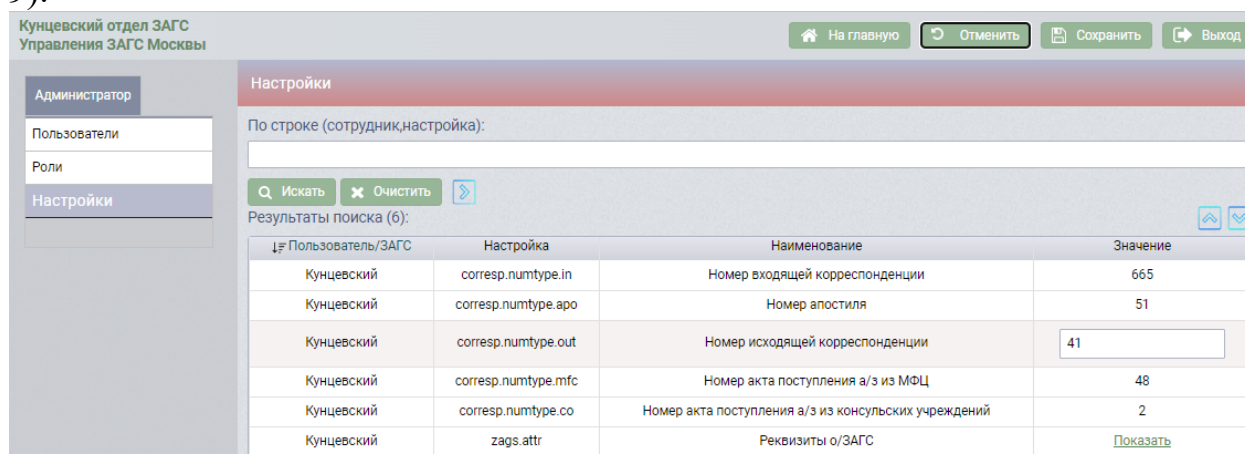 Кунцевский отдел ЗАГС
Управления ЗАГС Москвы
На главную Отменить Сохранить Выход
Администратор
Пользователи
Роли
Настройки
Настройки
По строке (сотрудник,настройка):
Искать Очистить
Результаты поиска (6):
Пользователь/ЗАГС Настройка Наименование Значение
Кунцевский corresp.numtype.in Номер входящей корреспонденции 665
Кунцевский corresp.numtype.apo Номер апостиля 51
Кунцевский corresp.numtype.out Номер исходящей корреспонденции 41
Кунцевский corresp.numtype.mfc Номер акта поступления а/з из МФЦ 48
Кунцевский corresp.numtype.co Номер акта поступления а/з из консульских учреждений 2
Кунцевский zags.attr Реквизиты о/ЗАГС Показать